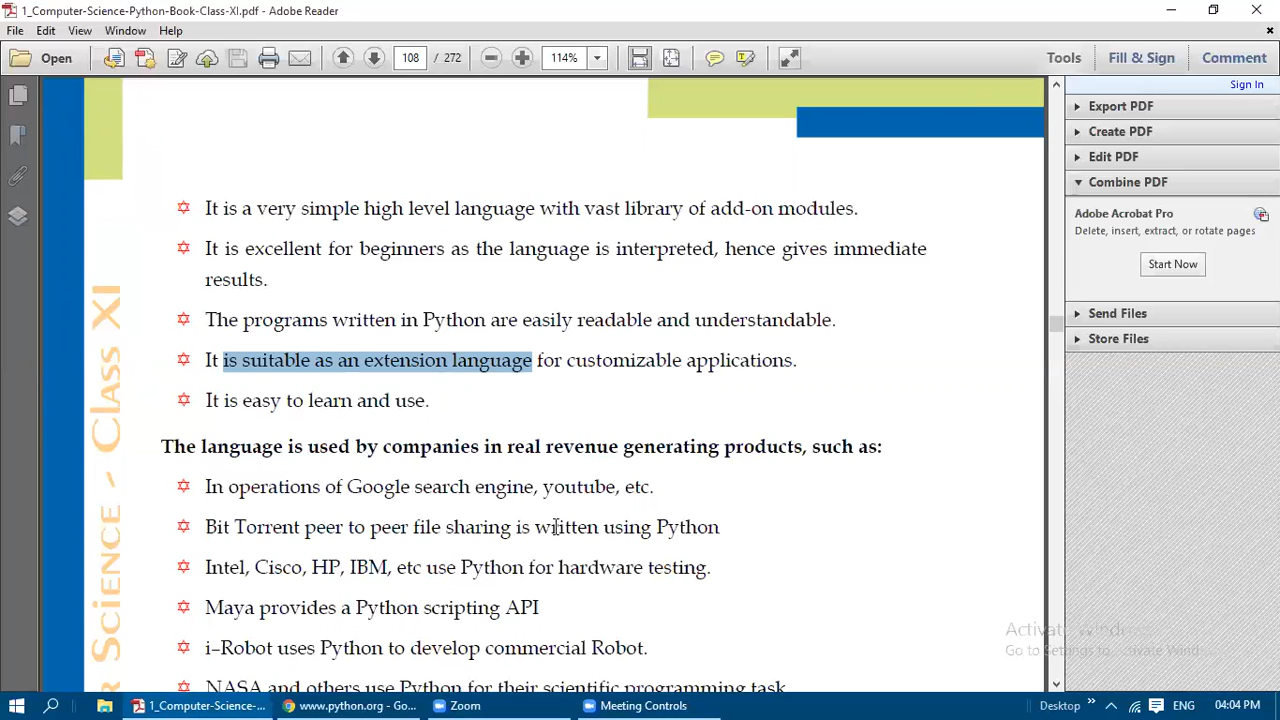 1_Computer-Science-Python-Book-Class-XI.pdf - Adobe Reader
File Edit View Window Help
Open 108 / 272 114% Tools Fill & Sign Comment
Sign In
Export PDF
Create PDF
Edit PDF
Combine PDF
Adobe Acrobat Pro
Delete, insert, extract, or rotate pages
Start Now
Send Files
Store Files
It is a very simple high level language with vast library of add-on modules.
It is excellent for beginners as the language is interpreted, hence gives immediate
results.
The programs written in Python are easily readable and understandable.
It is suitable as an extension language for customizable applications.
It is easy to learn and use.
The language is used by companies in real revenue generating products, such as:
In operations of Google search engine, youtube, etc.
Bit Torrent peer to peer file sharing is written using Python
Intel, Cisco, HP, IBM, etc use Python for hardware testing.
Maya provides a Python scripting API
i–Robot uses Python to develop commercial Robot.
NASA and others use Python for their scientific programming task
r Science - Class XI
Activate Windows
Go to Settings to activate Windows.
1_Computer-Science-... www.python.org - Go... Zoom Meeting Controls Desktop ENG 04:04 PM